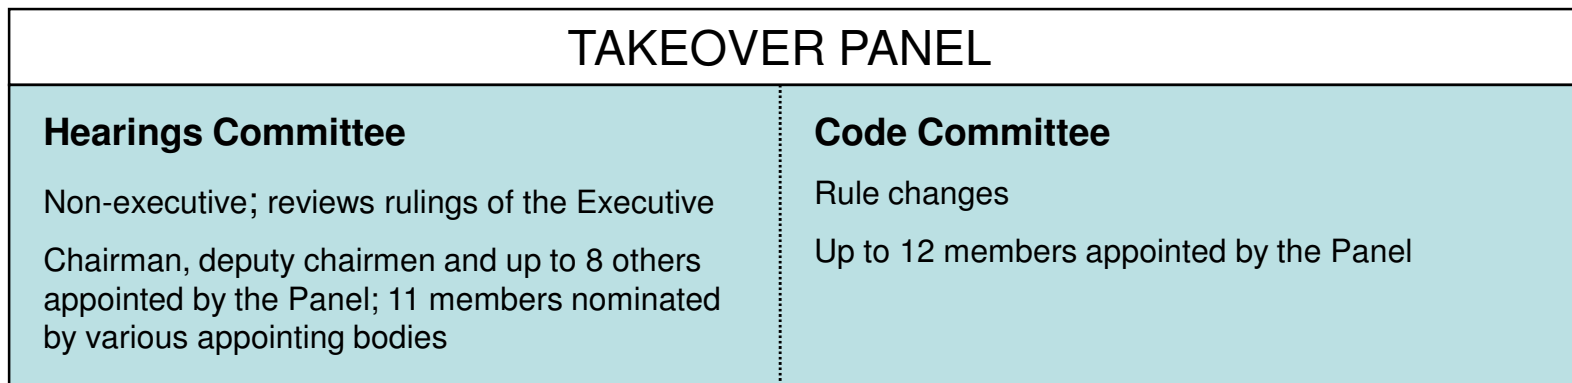 TAKEOVER PANEL
Hearings Committee
Non-executive; reviews rulings of the Executive
Chairman, deputy chairmen and up to 8 others
appointed by the Panel; 11 members nominated
by various appointing bodies
Code Committee
Rule changes
Up to 12 members appointed by the Panel